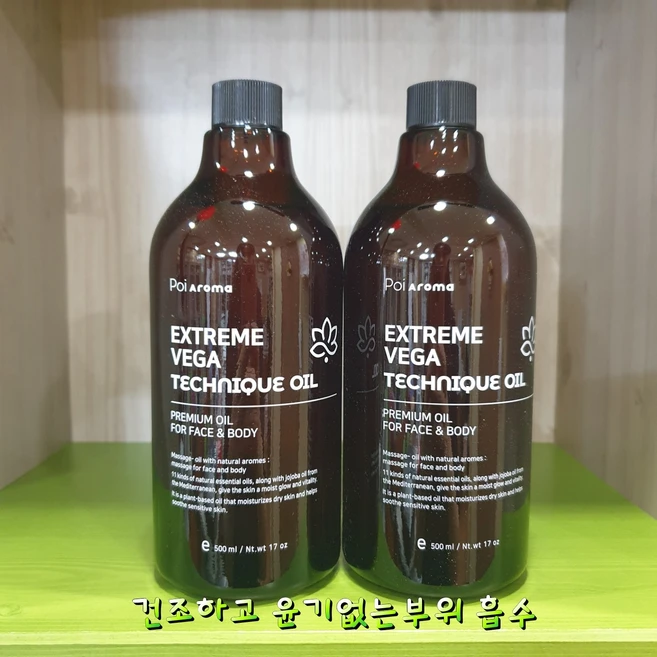 Poi Aroma
EXTREME
VEGA
TECHNIQUE OIL
PREMIUM OIL
FOR FACE & BODY
Massage- oil with natural aromes :
massage for face and body
11 kinds of natural essential oils, along with jojoba oil from
the Mediterranean, give the skin a moist glow and vitality.
It is a plant-based oil that moisturizes dry skin and helps
soothe sensitive skin.
e 500 ml / Nt.wt 17 oz
Poi Aroma
EXTREME
VEGA
TECHNIQUE OIL
PREMIUM OIL
FOR FACE & BODY
Massage- oil with natural aromes :
massage for face and body
11 kinds of natural essential oils, along with jojoba oil from
the Mediterranean, give the skin a moist glow and vitality.
It is a plant-based oil that moisturizes dry skin and helps
soothe sensitive skin.
e 500 ml / Nt.wt 17 oz
건조하고 윤기없는부위 흡수